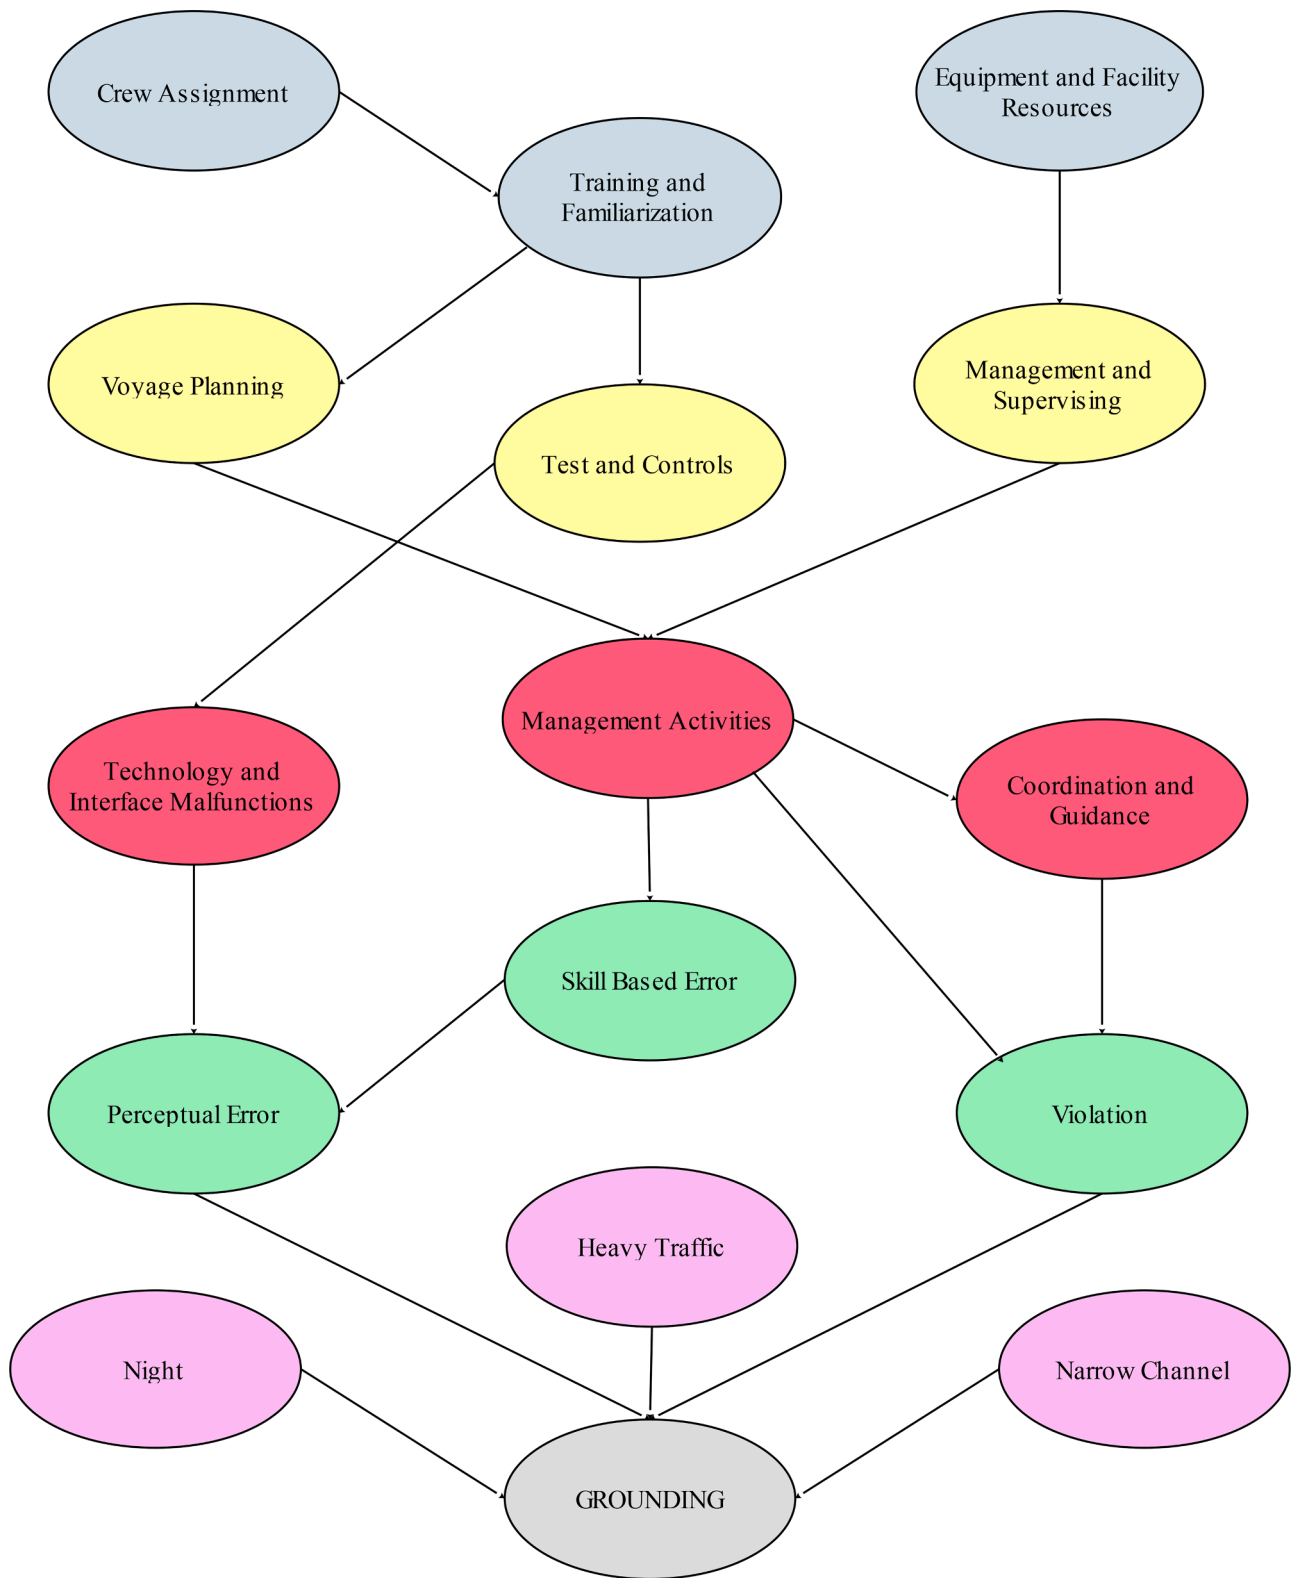 Crew Assignment
Equipment and Facility
Resources
Training and
Familiarization
Voyage Planning
Management and
Supervising
Test and Controls
Management Activities
Technology and
Interface Malfunctions
Coordination and
Guidance
Skill Based Error
Perceptual Error
Violation
Heavy Traffic
Night
Narrow Channel
GROUNDING